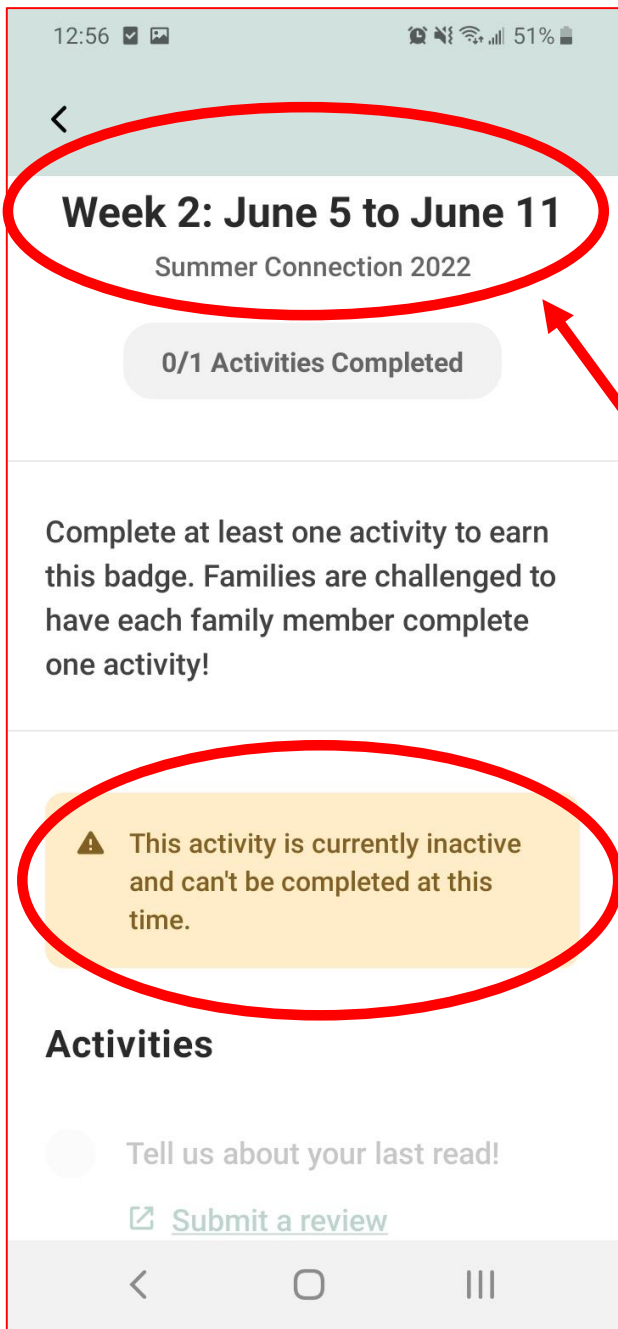 12:56 51%
Week 2: June 5 to June 11
Summer Connection 2022
0/1 Activities Completed
Complete at least one activity to earn
this badge. Families are challenged to
have each family member complete
one activity!
This activity is currently inactive
and can't be completed at this
time.
Activities
Tell us about your last read!
Submit a review